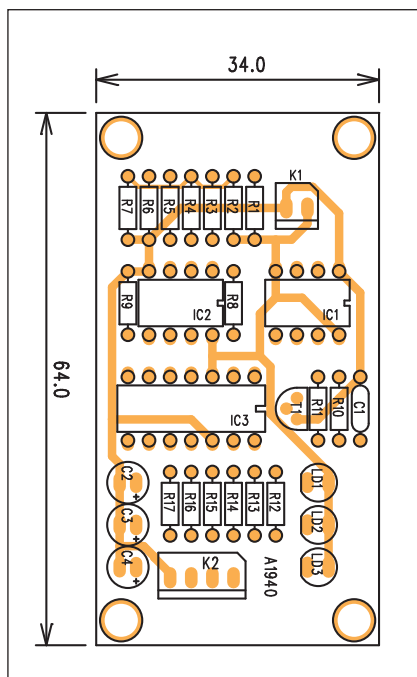 34.0
64.0
K1
R7 R6 R5 R4 R3 R2 R1
R9 IC2 R8 IC1
IC3 T1 R11 R10 C1
C2 + R17 R16 R15 R14 R13 R12 LD1
C3 + LD2
C4 + K2 A1940 LD3